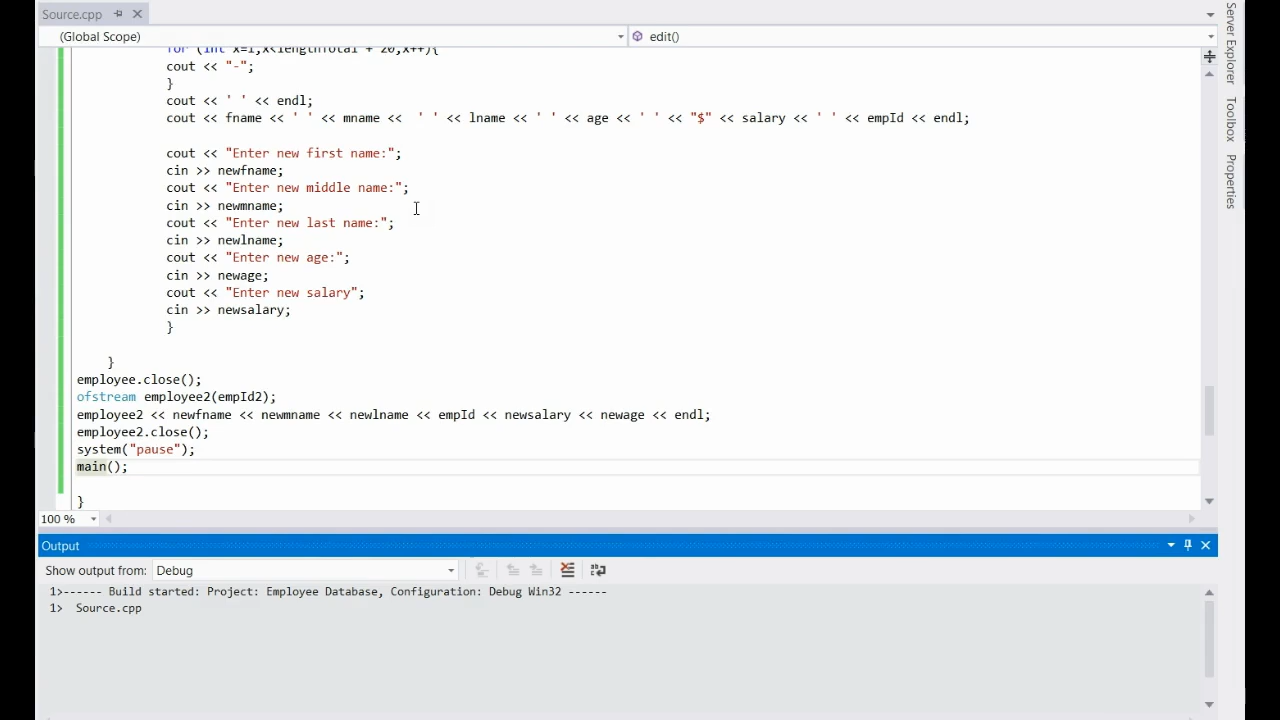 Source.cpp
(Global Scope)
edit()
for (int x=1;x<lengthTotal + 20;x++){
cout << "-";
}
cout << ' ' << endl;
cout << fname << ' ' << mname <<  ' ' << lname << ' ' << age << ' ' << "$" << salary << ' ' << empId << endl;
cout << "Enter new first name:";
cin >> newfname;
cout << "Enter new middle name:";
cin >> newmname;
cout << "Enter new last name:";
cin >> newlname;
cout << "Enter new age:";
cin >> newage;
cout << "Enter new salary";
cin >> newsalary;
}
}
employee.close();
ofstream employee2(empId2);
employee2 << newfname << newmname << newlname << empId << newsalary << newage << endl;
employee2.close();
system("pause");
main();
}
100 %
Output
Show output from: Debug
1>------ Build started: Project: Employee Database, Configuration: Debug Win32 ------
1>  Source.cpp
Server Explorer
Toolbox
Properties